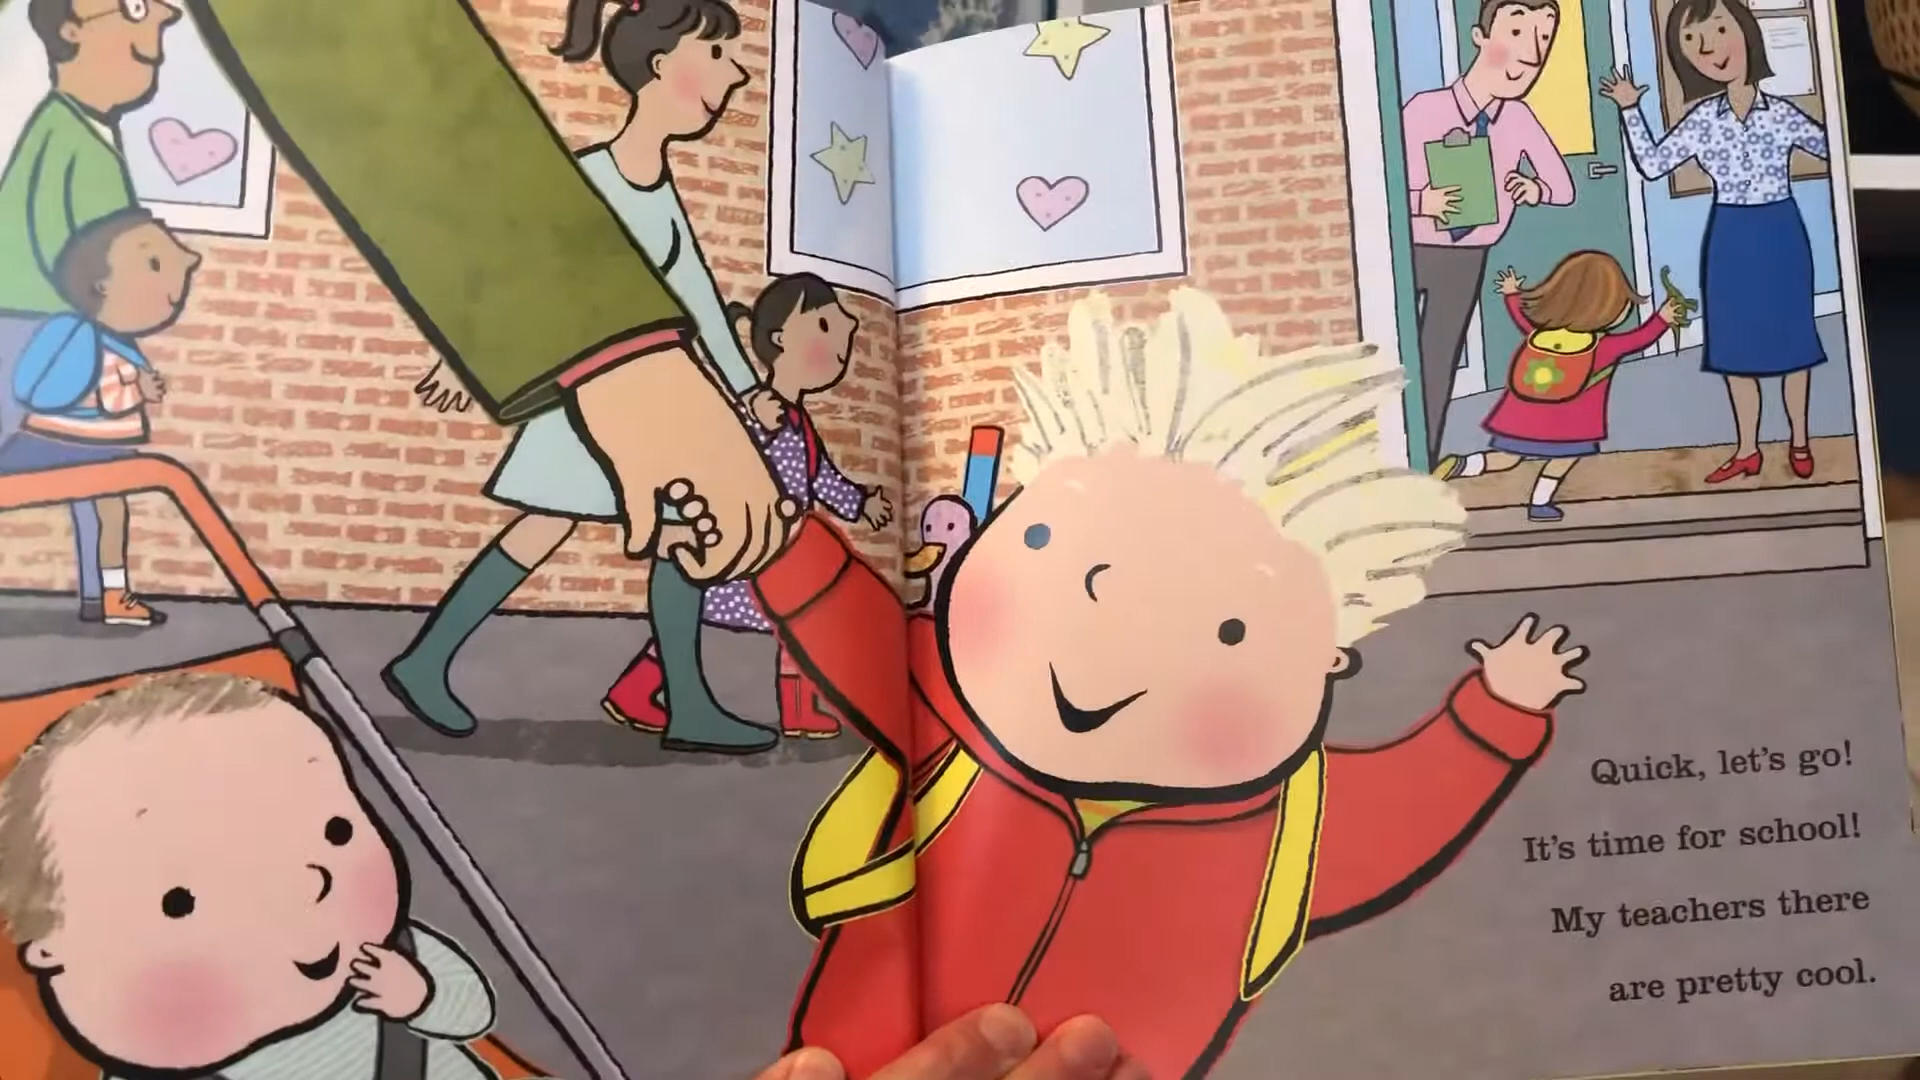 Quick, let's go!
It's time for school!
My teachers there
are pretty cool.